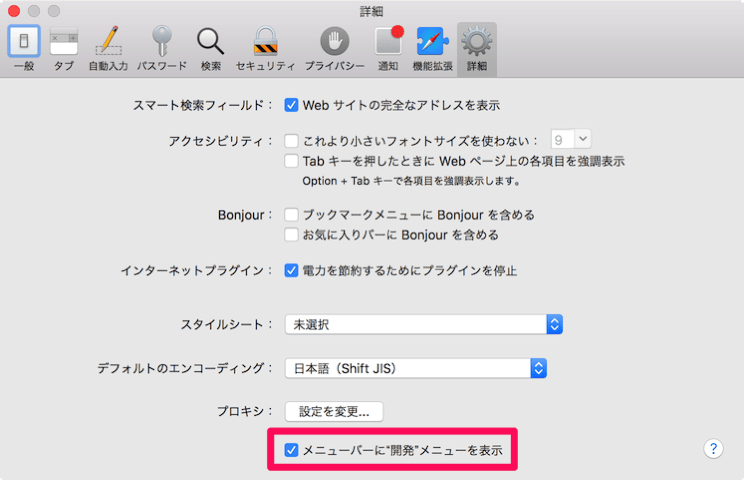 詳細
一般 タブ 自動入力 パスワード 検索 セキュリティ プライバシー 通知 機能拡張 詳細
スマート検索フィールド： Web サイトの完全なアドレスを表示
アクセシビリティ： これより小さいフォントサイズを使わない： 9
Tab キーを押したときに Web ページ上の各項目を強調表示
Option + Tab キーで各項目を強調表示します。
Bonjour： ブックマークメニューに Bonjour を含める
お気に入りバーに Bonjour を含める
インターネットプラグイン： 電力を節約するためにプラグインを停止
スタイルシート： 未選択
デフォルトのエンコーディング： 日本語（Shift JIS）
プロキシ： 設定を変更...
メニューバーに“開発”メニューを表示
?